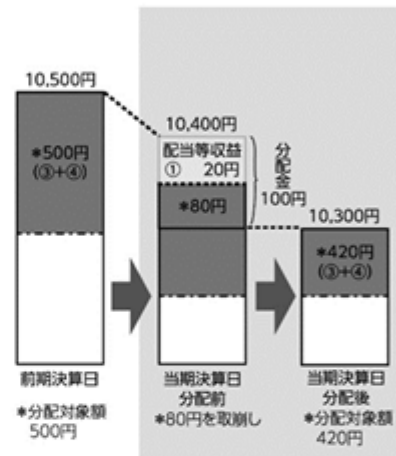 10,500円
*500円
(③+④)
10,400円
配当等収益
① 20円
*80円
分配金
100円
10,300円
*420円
(③+④)
前期決算日
*分配対象額
500円
当期決算日
分配前
*80円を取崩し
当期決算日
分配後
*分配対象額
420円